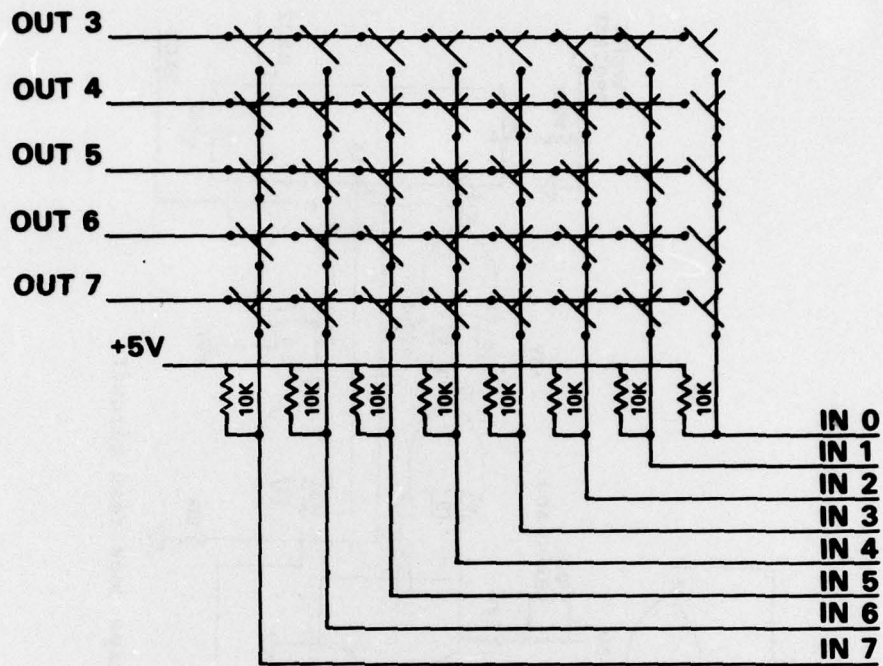 OUT 3
OUT 4
OUT 5
OUT 6
OUT 7
+5V
10K 10K 10K 10K 10K 10K 10K 10K
IN 0
IN 1
IN 2
IN 3
IN 4
IN 5
IN 6
IN 7